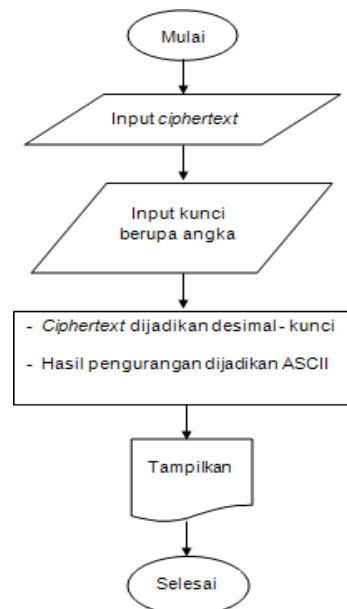 Mulai
Input ciphertext
Input kunci
berupa angka
- Ciphertext dijadikan desimal - kunci
- Hasil pengurangan dijadikan ASCII
Tampilkan
Selesai